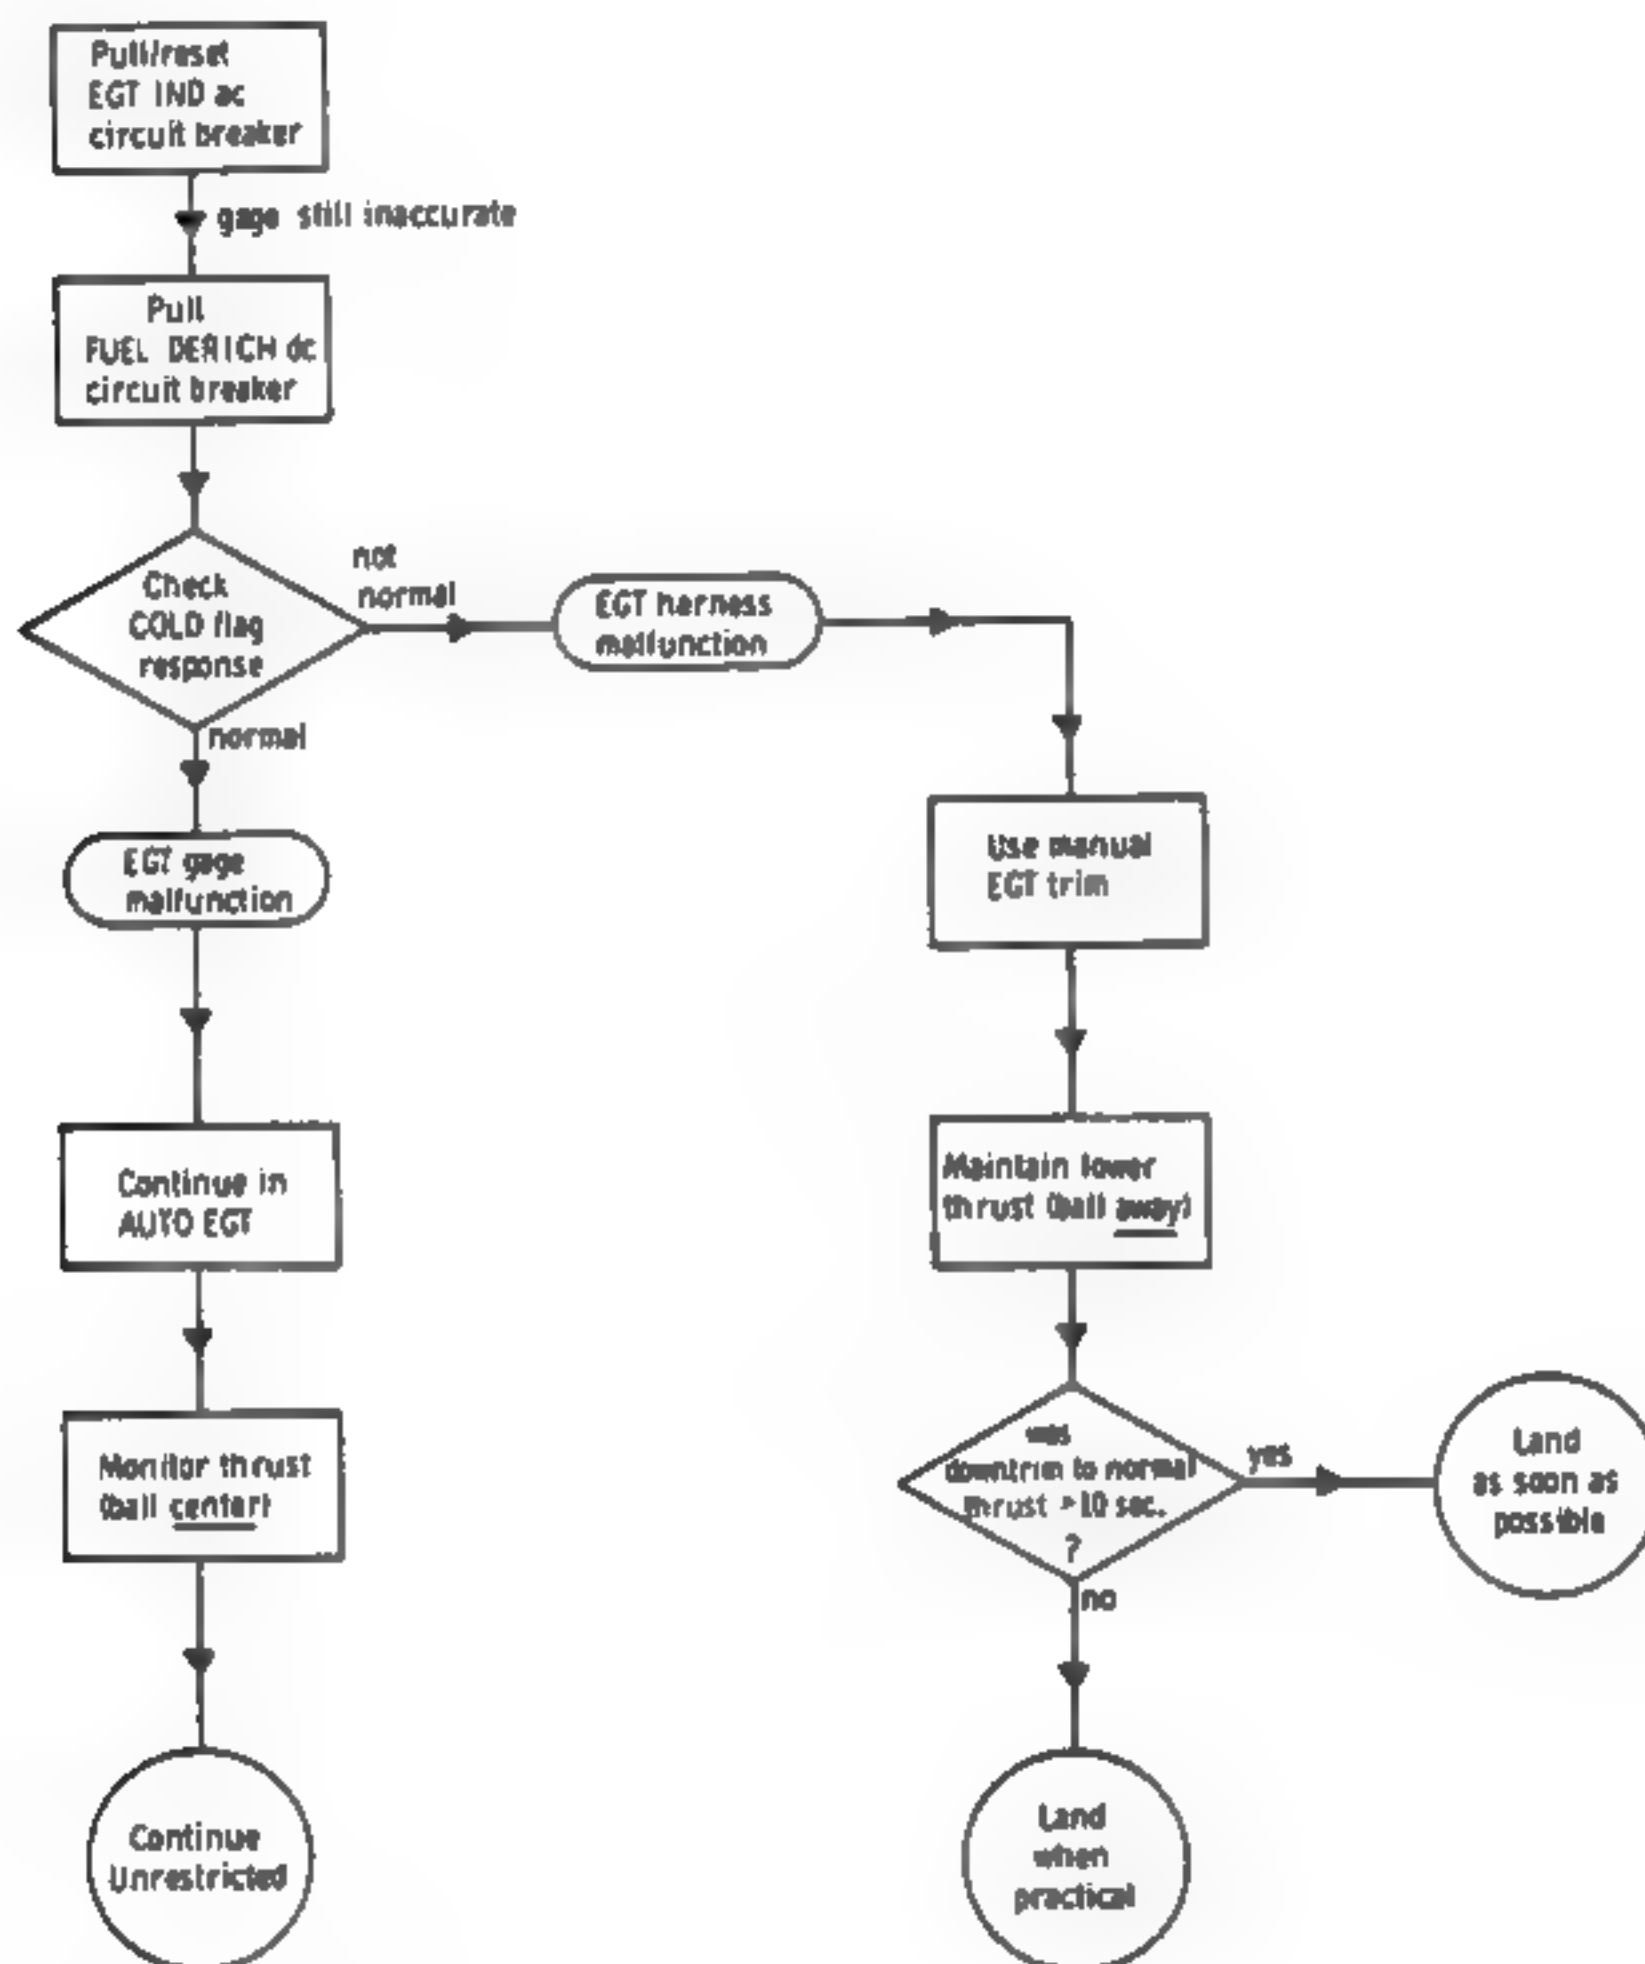 Pull/reset
EGT IND ac
circuit breaker
gage still inaccurate
Pull
FUEL DERICH dc
circuit breaker
Check
COLD flag
response
not
normal
EGT harness
malfunction
normal
EGT gage
malfunction
Use manual
EGT trim
Continue in
AUTO EGT
Maintain lower
thrust (ball away)
Monitor thrust
(ball center)
was
downtrim to normal
thrust > 10 sec.
?
yes
Land
as soon as
possible
no
Continue
Unrestricted
Land
when
practical